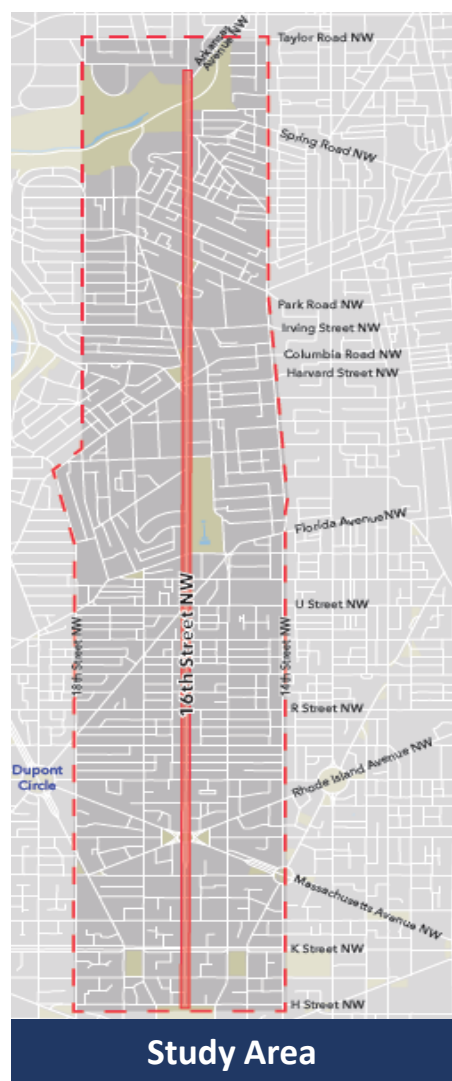 Taylor Road NW
Arkansas
Avenue NW
Spring Road NW
Park Road NW
Irving Street NW
Columbia Road NW
Harvard Street NW
Florida Avenue NW
16th Street NW
U Street NW
18th Street NW
14th Street NW
R Street NW
Rhode Island Avenue NW
Dupont
Circle
Massachusetts Avenue NW
K Street NW
H Street NW
Study Area